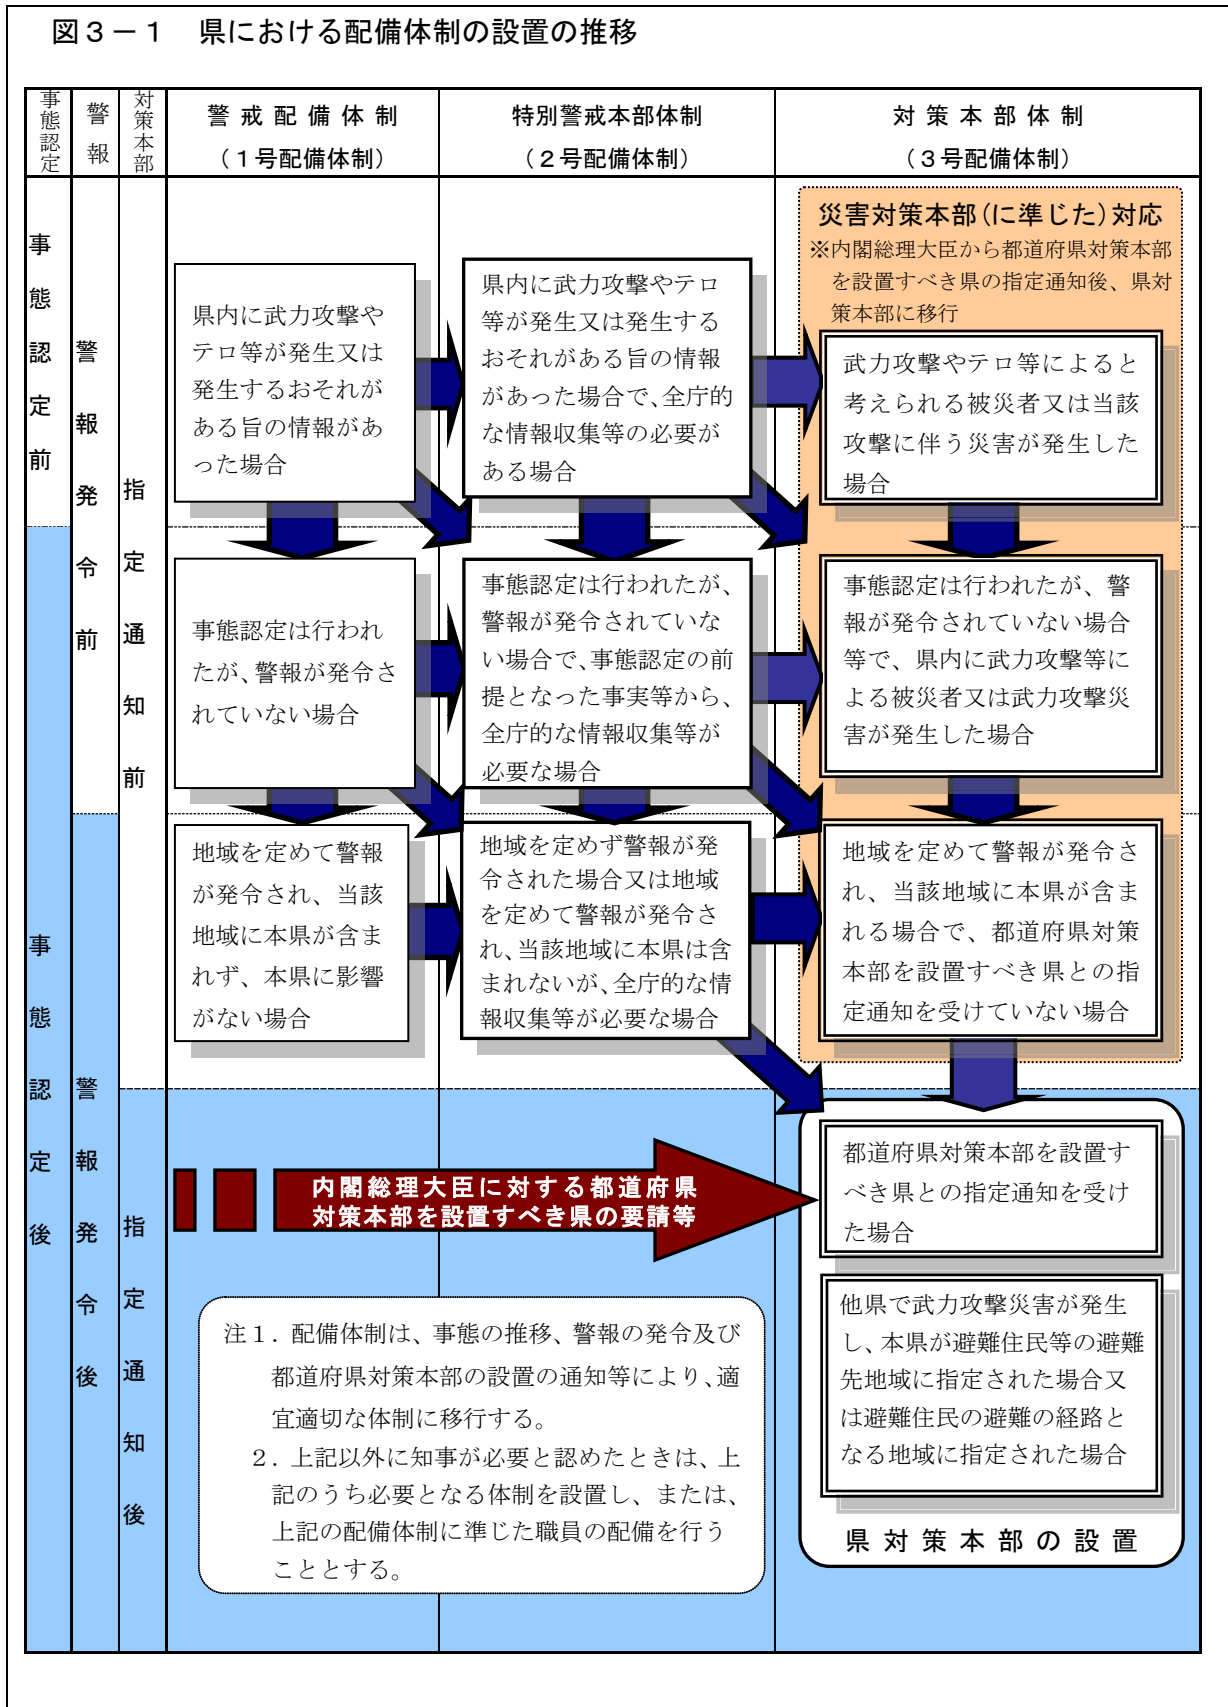 図３－１　県における配備体制の設置の推移
事態認定
警報
対策本部
警戒配備体制
（１号配備体制）
特別警戒本部体制
（２号配備体制）
対策本部体制
（３号配備体制）
事態認定前
警報発令前
指定通知前
事態認定後
警報発令後
指定通知後
県内に武力攻撃や
テロ等が発生又は
発生するおそれが
ある旨の情報があ
った場合
県内に武力攻撃やテロ
等が発生又は発生する
おそれがある旨の情報
があった場合で、全庁的
な情報収集等の必要が
ある場合
災害対策本部(に準じた)対応
※内閣総理大臣から都道府県対策本部
を設置すべき県の指定通知後、県対
策本部に移行
武力攻撃やテロ等によると
考えられる被災者又は当該
攻撃に伴う災害が発生した
場合
事態認定は行われ
たが、警報が発令さ
れていない場合
事態認定は行われたが、
警報が発令されていな
い場合で、事態認定の前
提となった事実等から、
全庁的な情報収集等が
必要な場合
事態認定は行われたが、警
報が発令されていない場合
等で、県内に武力攻撃等に
よる被災者又は武力攻撃災
害が発生した場合
地域を定めて警報
が発令され、当該
地域に本県が含ま
れず、本県に影響
がない場合
地域を定めず警報が発
令された場合又は地域
を定めて警報が発令さ
れ、当該地域に本県は含
まれないが、全庁的な情
報収集等が必要な場合
地域を定めて警報が発令さ
れ、当該地域に本県が含ま
れる場合で、都道府県対策
本部を設置すべき県との指
定通知を受けていない場合
内閣総理大臣に対する都道府県
対策本部を設置すべき県の要請等
都道府県対策本部を設置す
べき県との指定通知を受け
た場合
他県で武力攻撃災害が発生
し、本県が避難住民等の避難
先地域に指定された場合又
は避難住民の避難の経路と
なる地域に指定された場合
県対策本部の設置
注１．配備体制は、事態の推移、警報の発令及び
都道府県対策本部の設置の通知等により、適
宜適切な体制に移行する。
２．上記以外に知事が必要と認めたときは、上
記のうち必要となる体制を設置し、または、
上記の配備体制に準じた職員の配備を行う
こととする。